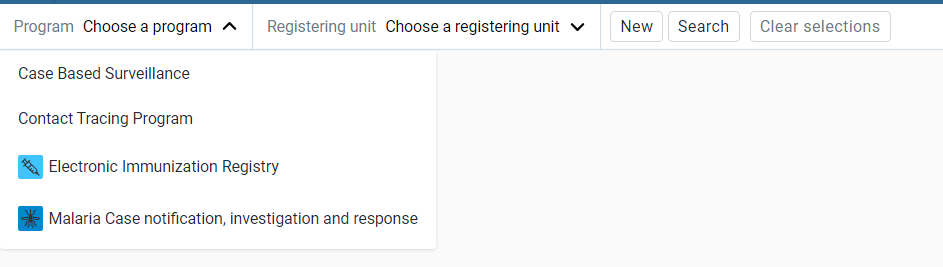 Program Choose a program Registering unit Choose a registering unit New Search Clear selections
Case Based Surveillance
Contact Tracing Program
Electronic Immunization Registry
Malaria Case notification, investigation and response